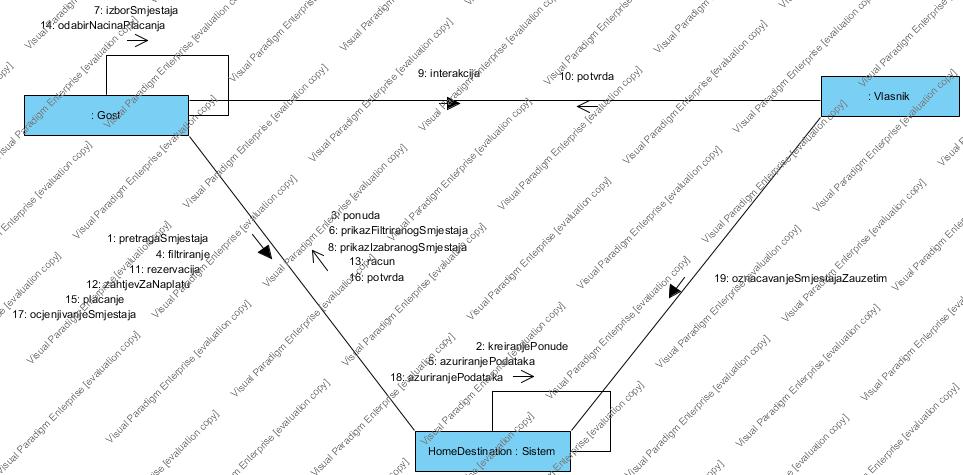 7: izborSmjestaja
14: odabirNacinaPlacanja
9: interakcija
10: potvrda
: Gost
: Vlasnik
3: ponuda
6: prikazFiltriranogSmjestaja
8: prikazIzabranogSmjestaja
13: racun
16: potvrda
1: pretragaSmjestaja
4: filtriranje
11: rezervacija
12: zahtjevZaNaplatu
15: placanje
17: ocjenjivanjeSmjestaja
19: oznacavanjeSmjestajaZauzetim
2: kreiranjePonude
5: azuriranjePodataka
18: azuriranjePodataka
HomeDestination : Sistem
Visual Paradigm Enterprise [evaluation copy]